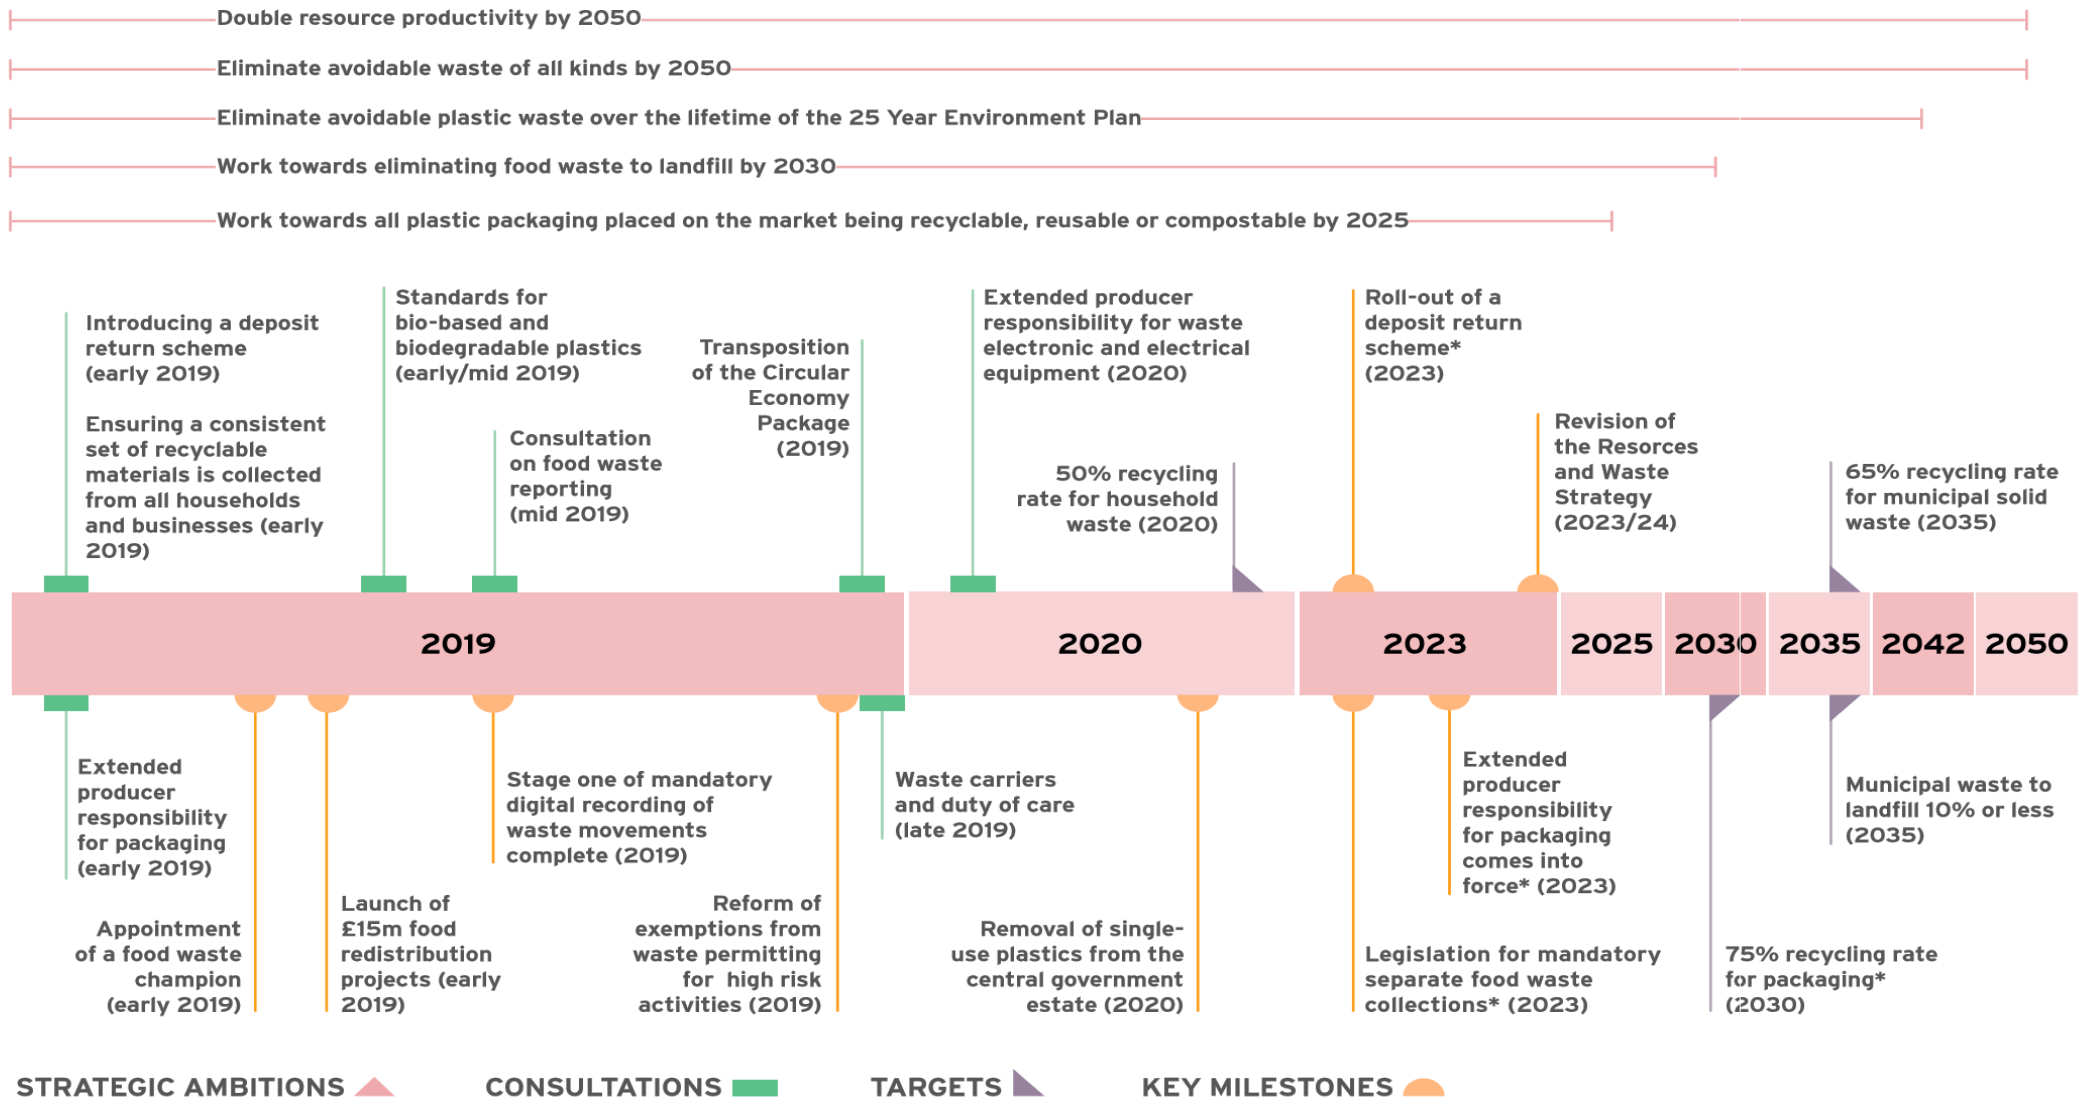 Double resource productivity by 2050
Eliminate avoidable waste of all kinds by 2050
Eliminate avoidable plastic waste over the lifetime of the 25 Year Environment Plan
Work towards eliminating food waste to landfill by 2030
Work towards all plastic packaging placed on the market being recyclable, reusable or compostable by 2025
Introducing a deposit
return scheme
(early 2019)
Ensuring a consistent
set of recyclable
materials is collected
from all households
and businesses (early
2019)
Standards for
bio-based and
biodegradable plastics
(early/mid 2019)
Consultation
on food waste
reporting
(mid 2019)
Transposition
of the Circular
Economy
Package
(2019)
Extended producer
responsibility for waste
electronic and electrical
equipment (2020)
50% recycling
rate for household
waste (2020)
Roll-out of a
deposit return
scheme*
(2023)
Revision of
the Resorces
and Waste
Strategy
(2023/24)
65% recycling rate
for municipal solid
waste (2035)
2019
2020
2023
2025
2030
2035
2042
2050
Extended
producer
responsibility
for packaging
(early 2019)
Appointment
of a food waste
champion
(early 2019)
Launch of
£15m food
redistribution
projects (early
2019)
Stage one of mandatory
digital recording of
waste movements
complete (2019)
Reform of
exemptions from
waste permitting
for high risk
activities (2019)
Waste carriers
and duty of care
(late 2019)
Removal of single-
use plastics from the
central government
estate (2020)
Legislation for mandatory
separate food waste
collections* (2023)
Extended
producer
responsibility
for packaging
comes into
force* (2023)
75% recycling rate
for packaging*
(2030)
Municipal waste to
landfill 10% or less
(2035)
STRATEGIC AMBITIONS
CONSULTATIONS
TARGETS
KEY MILESTONES